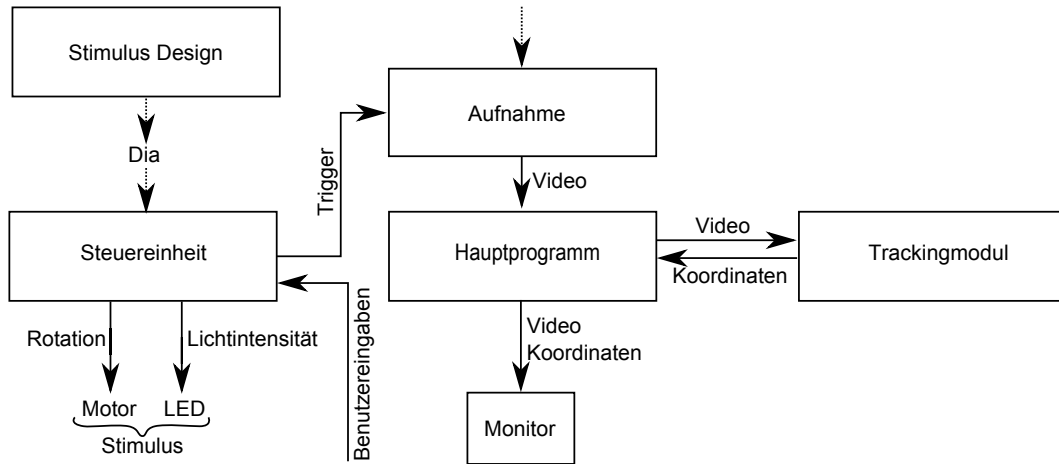 Stimulus Design
Dia
Steuereinheit
Rotation
Lichtintensität
Motor
LED
Stimulus
Trigger
Benutzereingaben
Aufnahme
Video
Hauptprogramm
Video
Koordinaten
Trackingmodul
Video
Koordinaten
Monitor